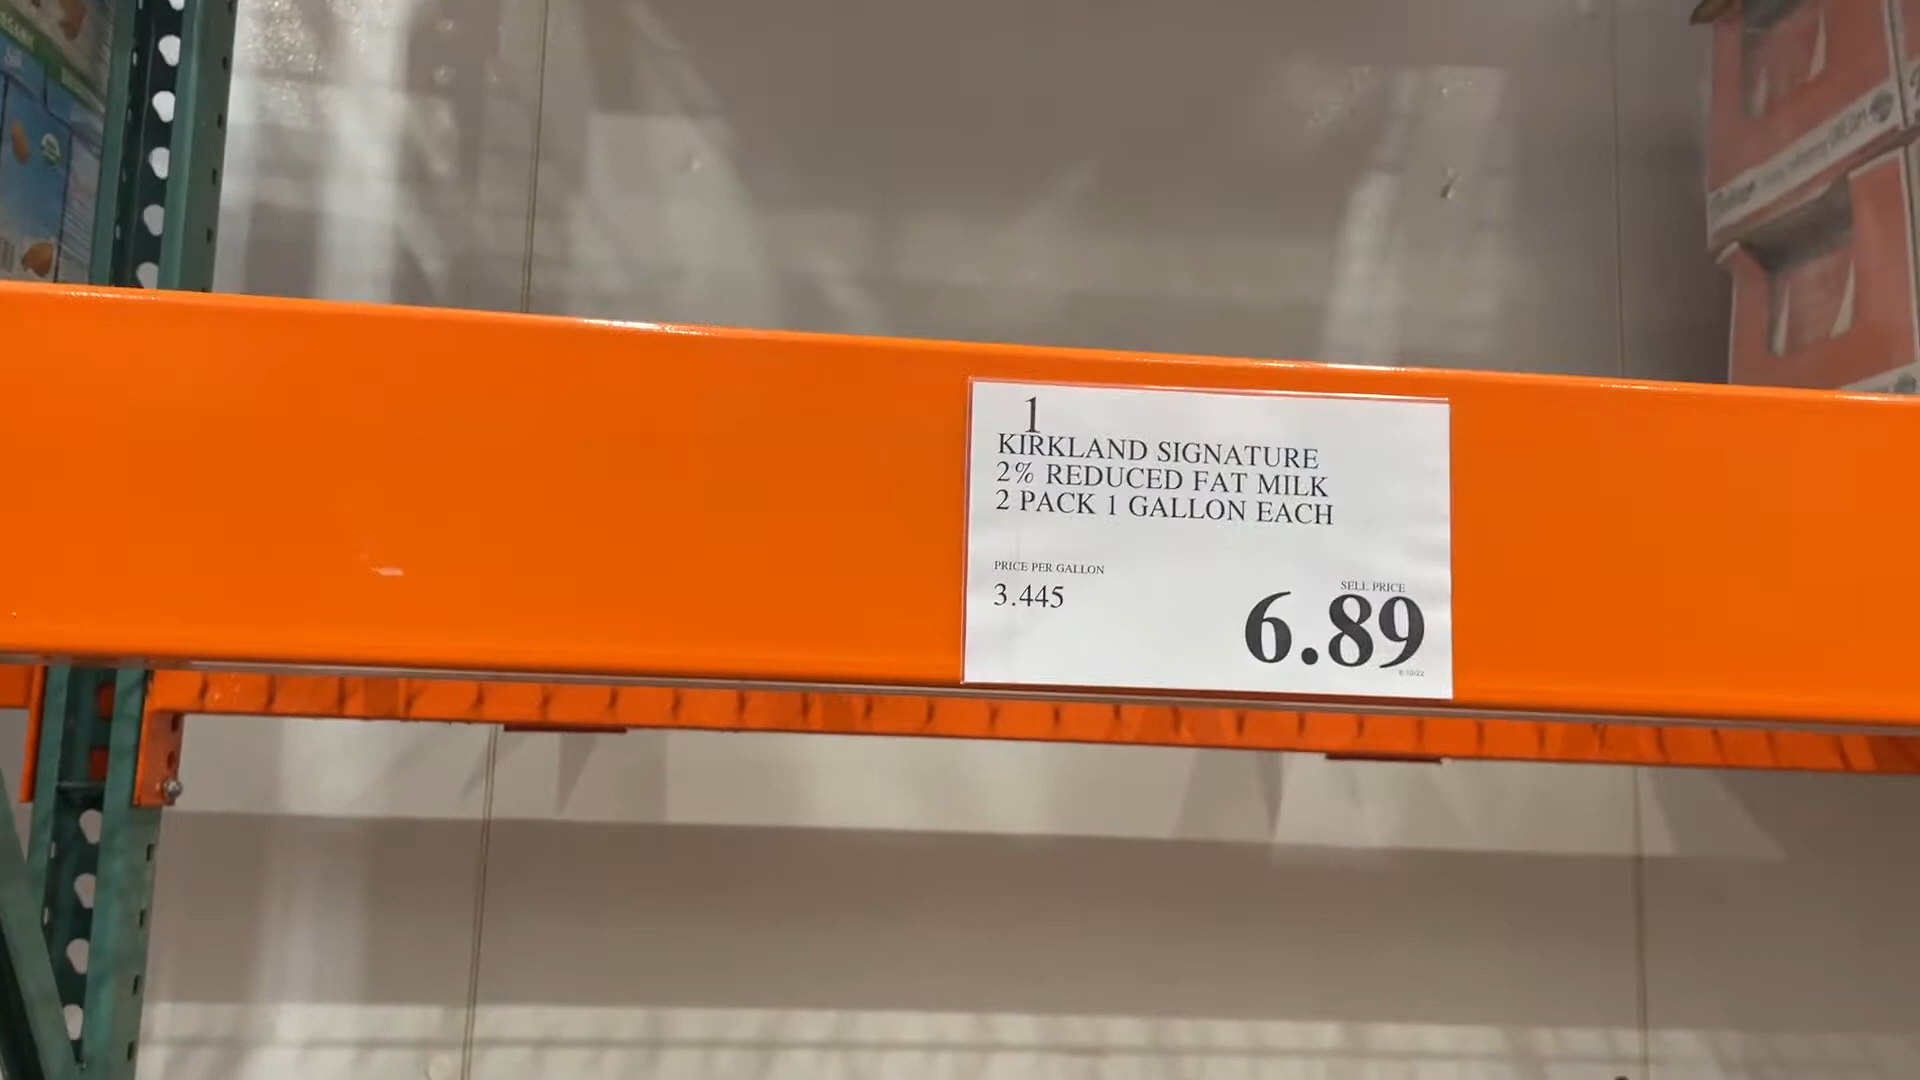 1
KIRKLAND SIGNATURE
2% REDUCED FAT MILK
2 PACK 1 GALLON EACH
PRICE PER GALLON
3.445
SELL PRICE
6.89